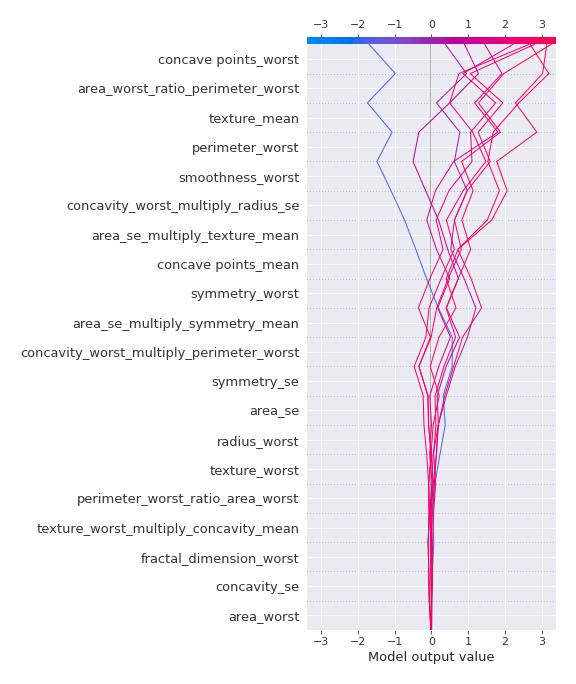 −3 −2 −1 0 1 2 3
concave points_worst
area_worst_ratio_perimeter_worst
texture_mean
perimeter_worst
smoothness_worst
concavity_worst_multiply_radius_se
area_se_multiply_texture_mean
concave points_mean
symmetry_worst
area_se_multiply_symmetry_mean
concavity_worst_multiply_perimeter_worst
symmetry_se
area_se
radius_worst
texture_worst
perimeter_worst_ratio_area_worst
texture_worst_multiply_concavity_mean
fractal_dimension_worst
concavity_se
area_worst
−3 −2 −1 0 1 2 3
Model output value